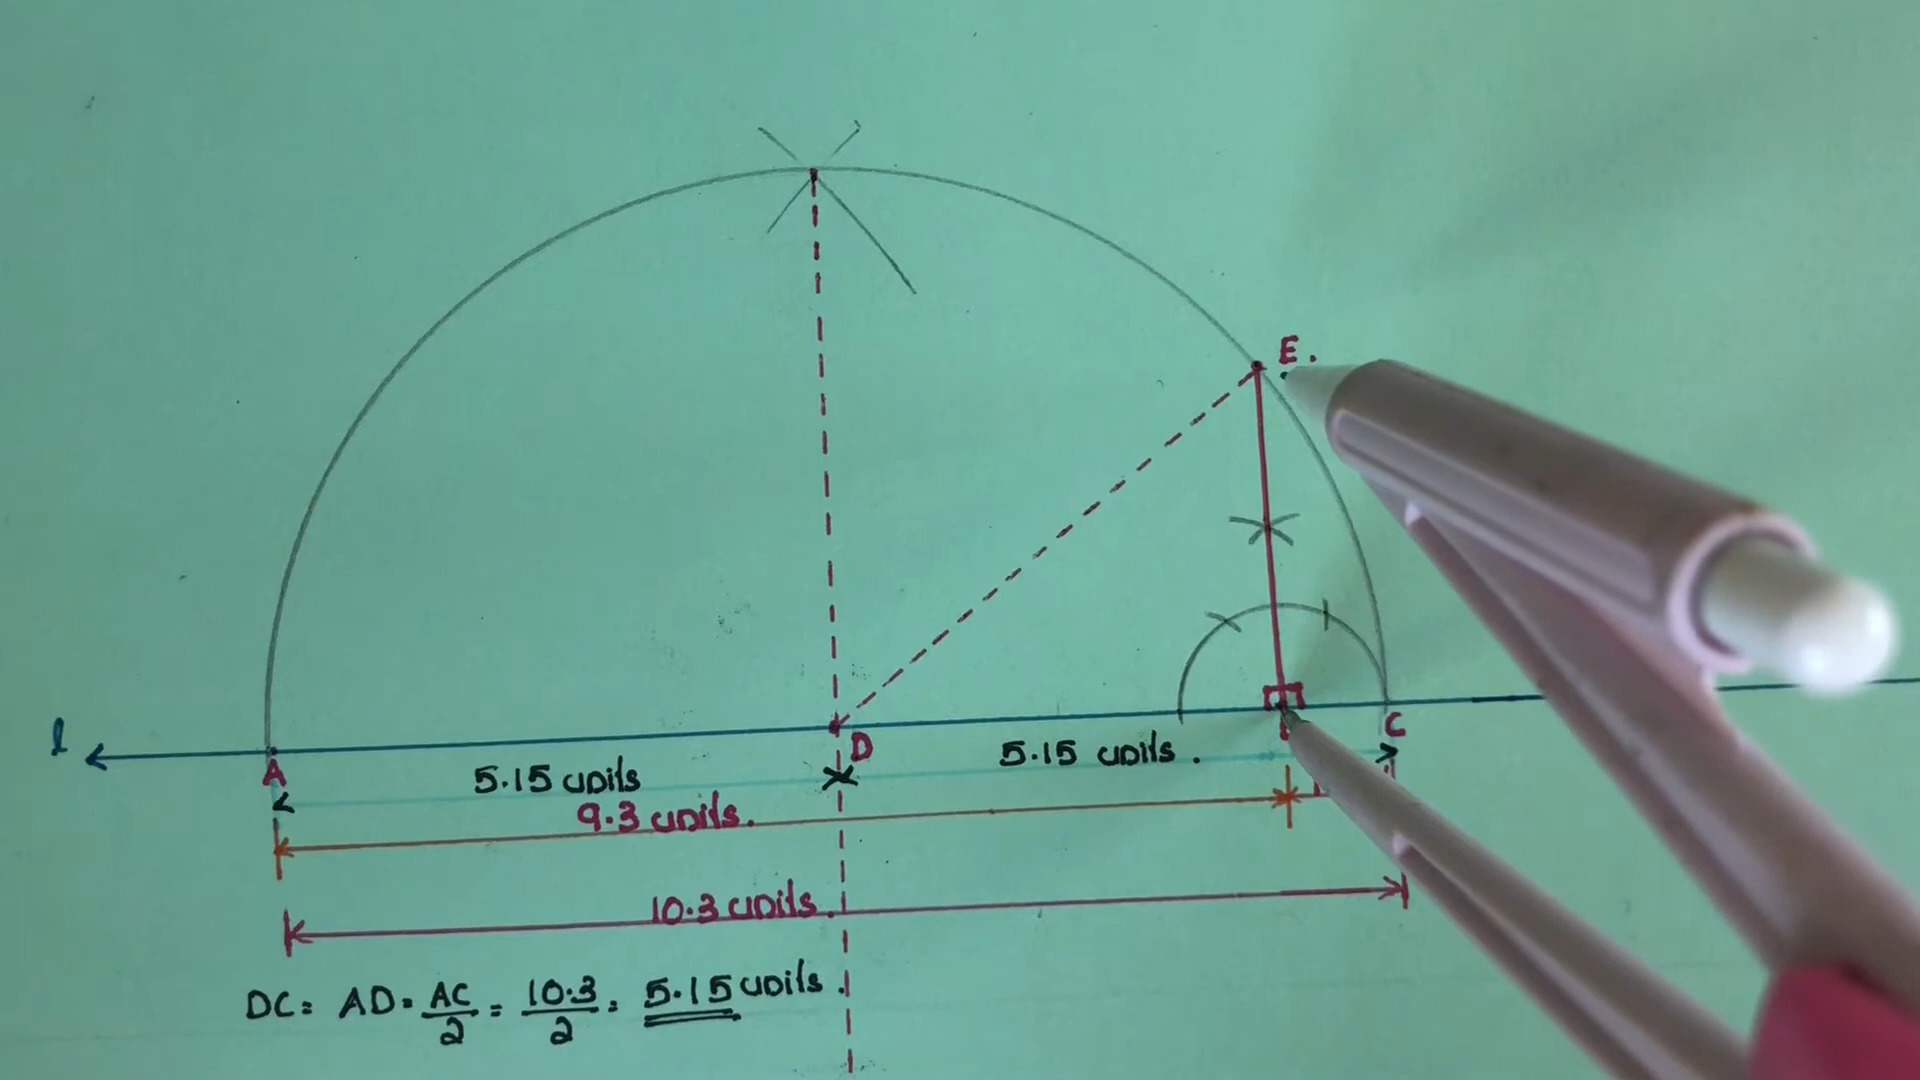 E.
l
A
D
C
5.15 units
5.15 units.
9.3 units.
10.3 units.
DC = AD = AC/2 = 10.3/2 = 5.15 units.